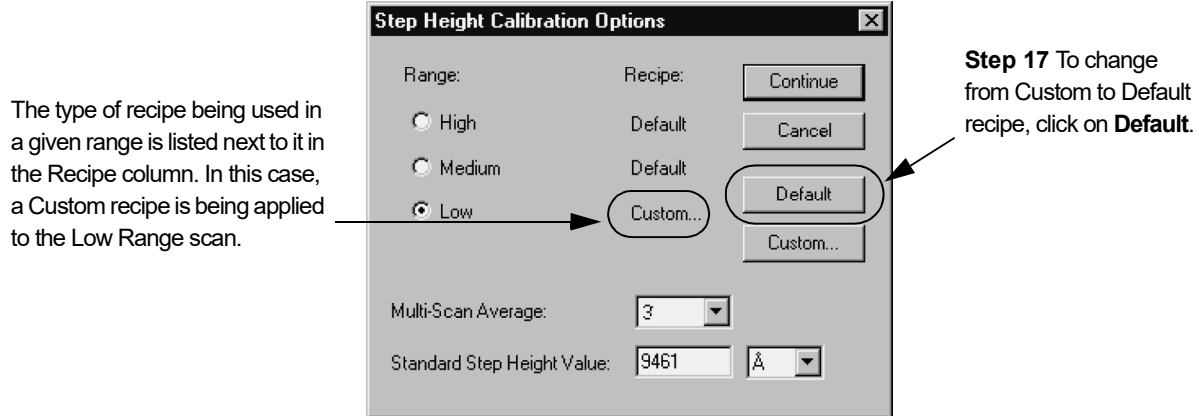 Step Height Calibration Options
The type of recipe being used in
a given range is listed next to it in
the Recipe column. In this case,
a Custom recipe is being applied
to the Low Range scan.
Range:
Recipe:
High
Default
Medium
Default
Low
Custom...
Continue
Cancel
Default
Custom...
Multi-Scan Average:
3
Standard Step Height Value:
9461
Å
Step 17 To change
from Custom to Default
recipe, click on Default.